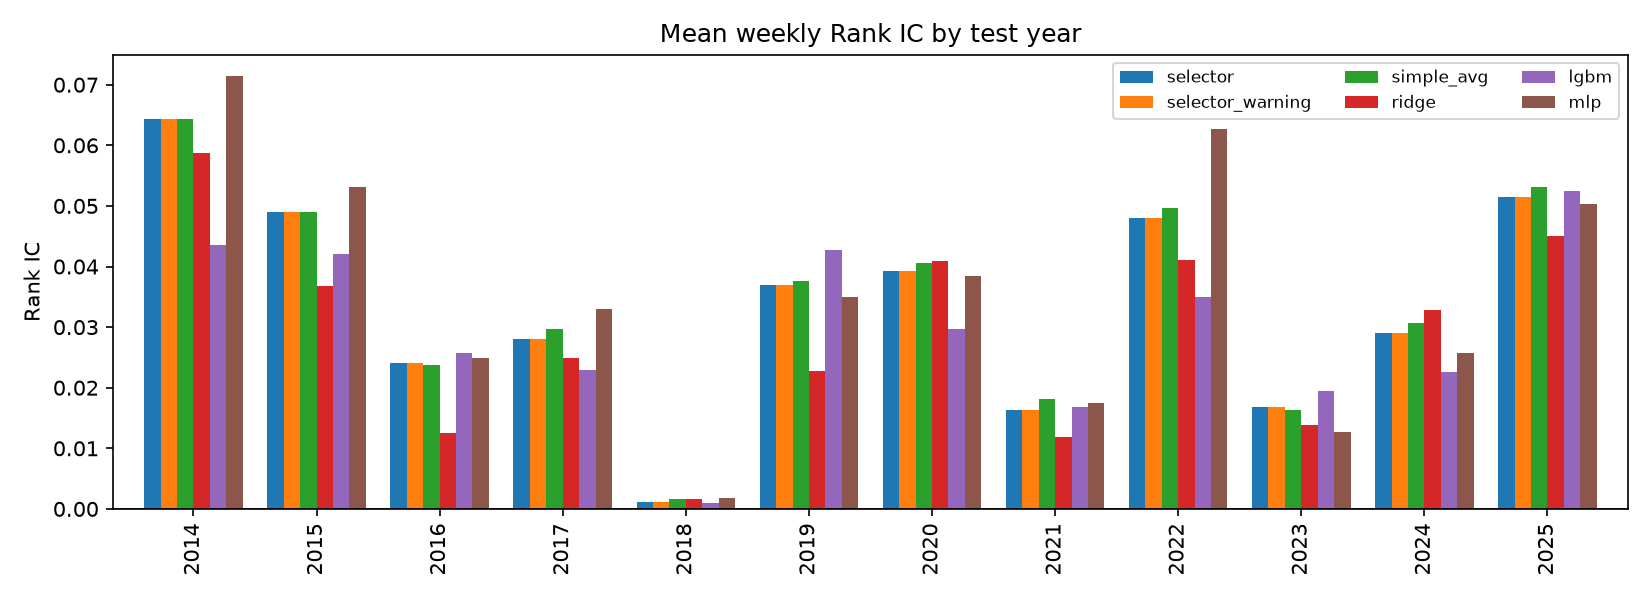 Mean weekly Rank IC by test year
selector
selector_warning
simple_avg
ridge
lgbm
mlp
Rank IC
0.07
0.06
0.05
0.04
0.03
0.02
0.01
0.00
2014
2015
2016
2017
2018
2019
2020
2021
2022
2023
2024
2025